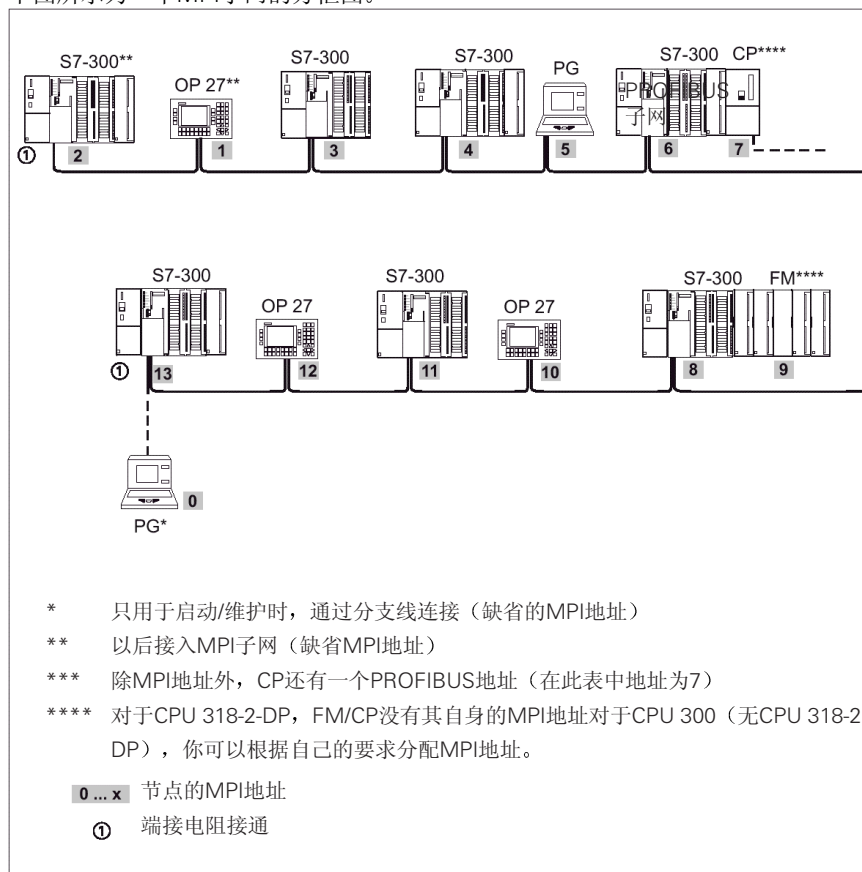 下图所示为一个MPI子网的方框图。
S7-300**
OP 27**
S7-300
S7-300
PG
S7-300 CP****
PROFIBUS
子网
① 2
1
3
4
5
6
7
S7-300
OP 27
S7-300
OP 27
S7-300 FM****
① 13
12
11
10
8
9
0
PG*
* 只用于启动/维护时，通过分支线连接（缺省的MPI地址）
** 以后接入MPI子网（缺省MPI地址）
*** 除MPI地址外，CP还有一个PROFIBUS地址（在此表中地址为7）
**** 对于CPU 318-2-DP，FM/CP没有其自身的MPI地址对于CPU 300（无CPU 318-2
DP），你可以根据自己的要求分配MPI地址。
0 ... x 节点的MPI地址
① 端接电阻接通